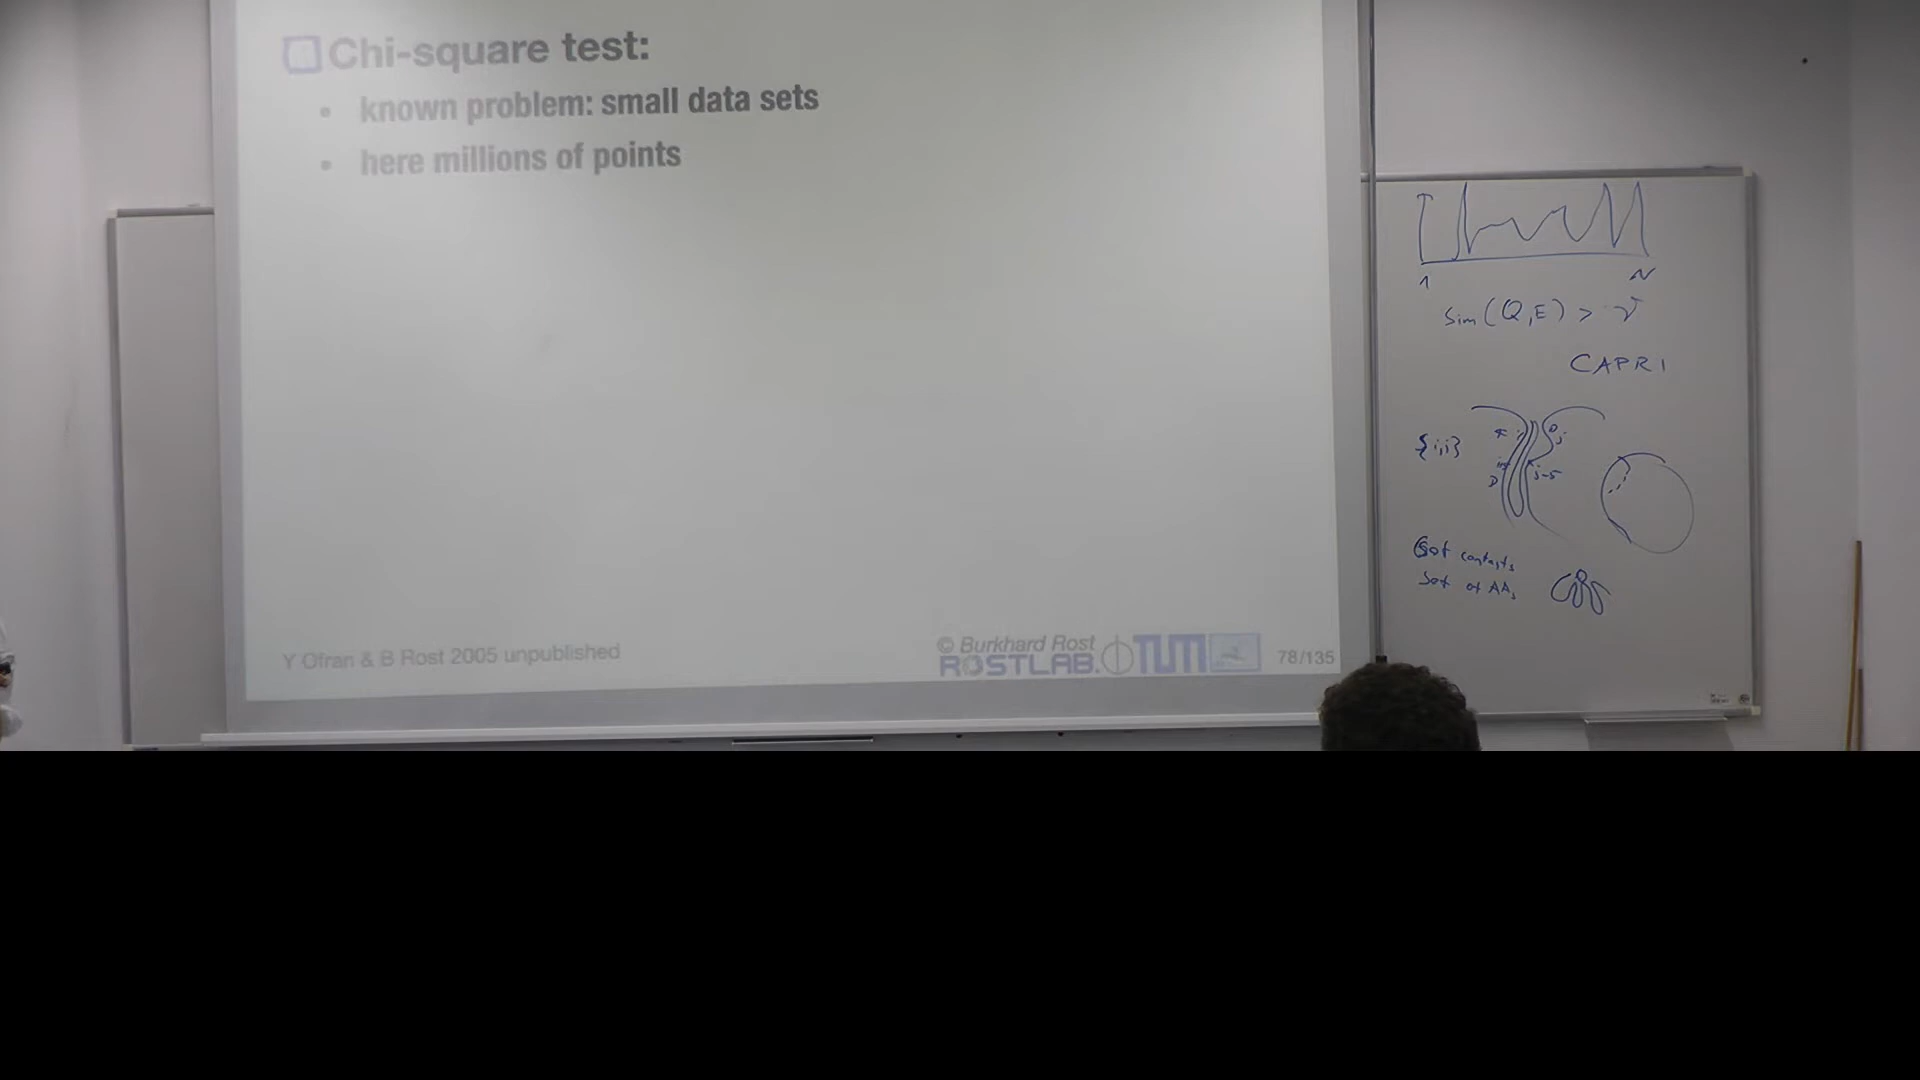 Chi-square test:
• known problem: small data sets
• here millions of points
Y Ofran & B Rost 2005 unpublished
© Burkhard Rost
ROSTLAB.
TUM
78/135
1 N
Sim (Q,E) >
CAPRI
{i,j}
i j
j-5
D
Set contacts
Set of AAs